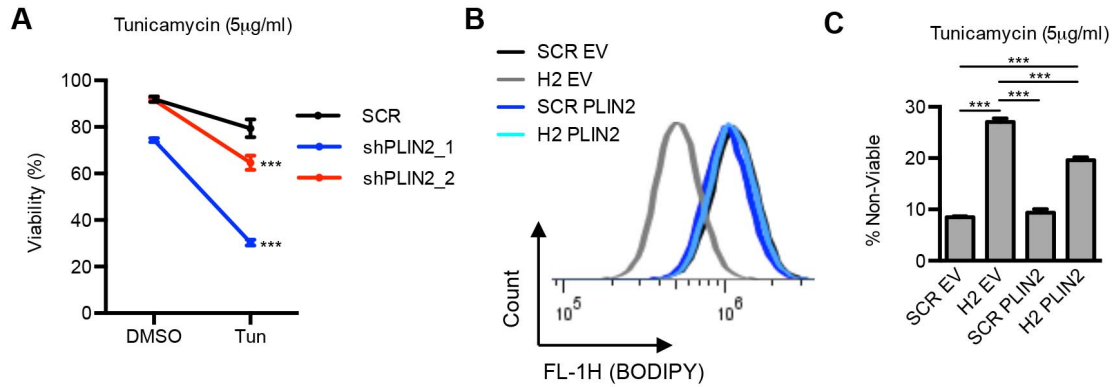 A
Tunicamycin (5μg/ml)
Viability (%)
100
80
60
40
20
0
DMSO
Tun
SCR
shPLIN2_1
shPLIN2_2
***
***
B
SCR EV
H2 EV
SCR PLIN2
H2 PLIN2
Count
10^5
10^6
FL-1H (BODIPY)
C
Tunicamycin (5μg/ml)
***
***
***
***
% Non-Viable
30
20
10
0
SCR EV
H2 EV
SCR PLIN2
H2 PLIN2